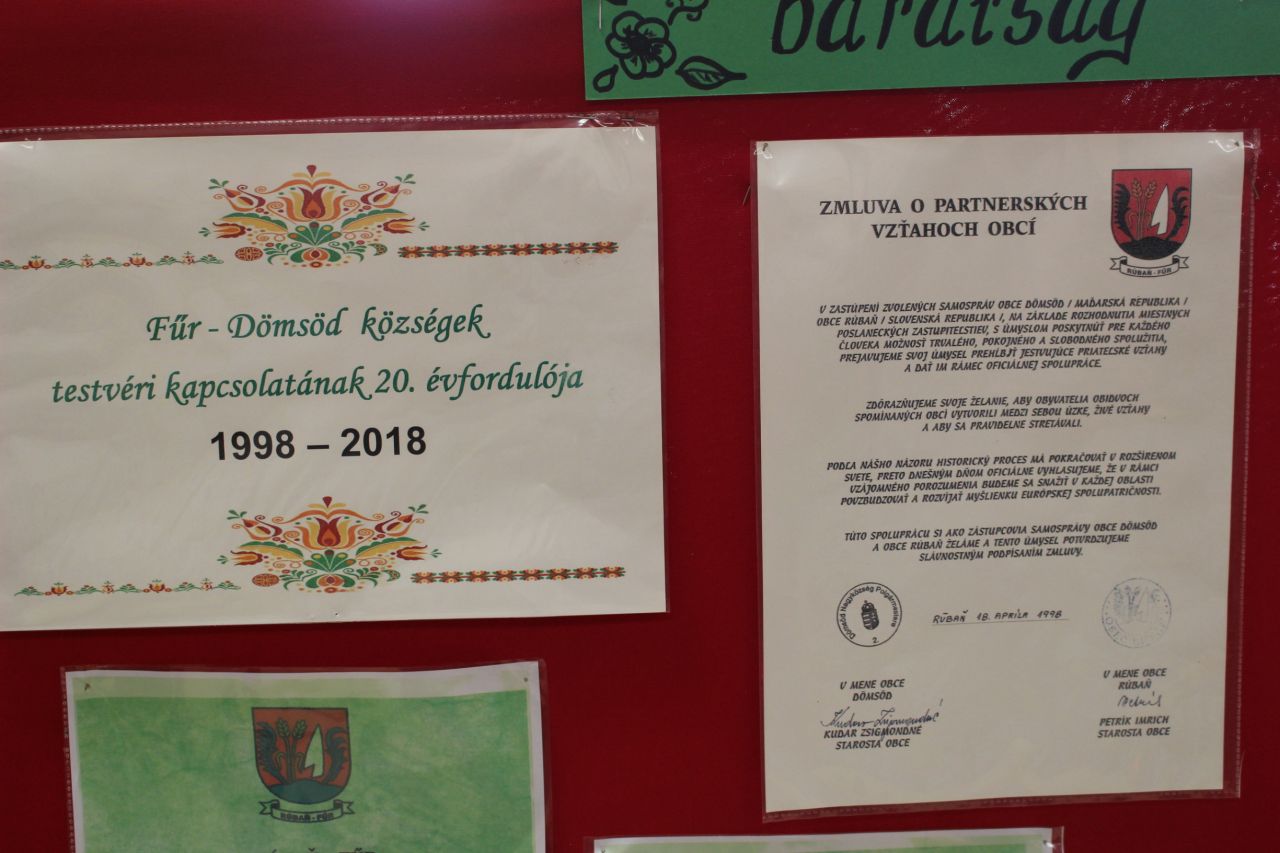 barátság
Fűr - Dömsöd községek
testvéri kapcsolatának 20. évfordulója
1998 – 2018
RÚBAŇ - FŰR
ZMLUVA O PARTNERSKÝCH
VZŤAHOCH OBCÍ
RÚBAŇ - FŰR
V ZASTÚPENÍ ZVOLENÝCH SAMOSPRÁV OBCE DÖMSÖD / MAĎARSKÁ REPUBLIKA /
OBCE RÚBAŇ / SLOVENSKÁ REPUBLIKA /, NA ZÁKLADE ROZHODNUTIA MIESTNYCH
POSLANECKÝCH ZASTUPITEĽSTIEV, S ÚMYSLOM POSKYTNÚŤ PRE KAŽDÉHO
ČLOVEKA MOŽNOSŤ TRVALÉHO, POKOJNÉHO A SLOBODNÉHO SPOLUŽITIA,
PREJAVUJEME SVOJ ÚMYSEL PREHĹBIŤ JESTVUJÚCE PRIATEĽSKÉ VZŤAHY
A DAŤ IM RÁMEC OFICIÁLNEJ SPOLUPRÁCE.
ZDÔRAZŇUJEME SVOJE ŽELANIE, ABY OBYVATELIA OBIDVOCH
SPOMÍNANÝCH OBCÍ VYTVORILI MEDZI SEBOU ÚZKE, ŽIVÉ VZŤAHY
A ABY SA PRAVIDELNE STRETÁVALI.
PODĽA NÁŠHO NÁZORU HISTORICKÝ PROCES MÁ POKRAČOVAŤ V ROZŠÍRENOM
SVETE, PRETO DNEŠNÝM DŇOM OFICIÁLNE VYHLASUJEME, ŽE V RÁMCI
VZÁJOMNÉHO POROZUMENIA BUDEME SA SNAŽIŤ V KAŽDEJ OBLASTI
POVZBUDZOVAŤ A ROZVÍJAŤ MYŠLIENKU EURÓPSKEJ SPOLUPATRIČNOSTI.
TÚTO SPOLUPRÁCU SI AKO ZÁSTUPCOVIA SAMOSPRÁVY OBCE DÖMSÖD
A OBCE RÚBAŇ ŽELÁME A TENTO ÚMYSEL POTVRDZUJEME
SLÁVNOSTNÝM PODPÍSANÍM ZMLUVY.
Dömsöd Nagyközség Polgármestere
2.
RÚBAŇ 18. APRÍLA 1998
V MENE OBCE
DÖMSÖD
KUDAR ZSIGMONDNÉ
STAROSTA OBCE
V MENE OBCE
RÚBAŇ
PETRÍK IMRICH
STAROSTA OBCE